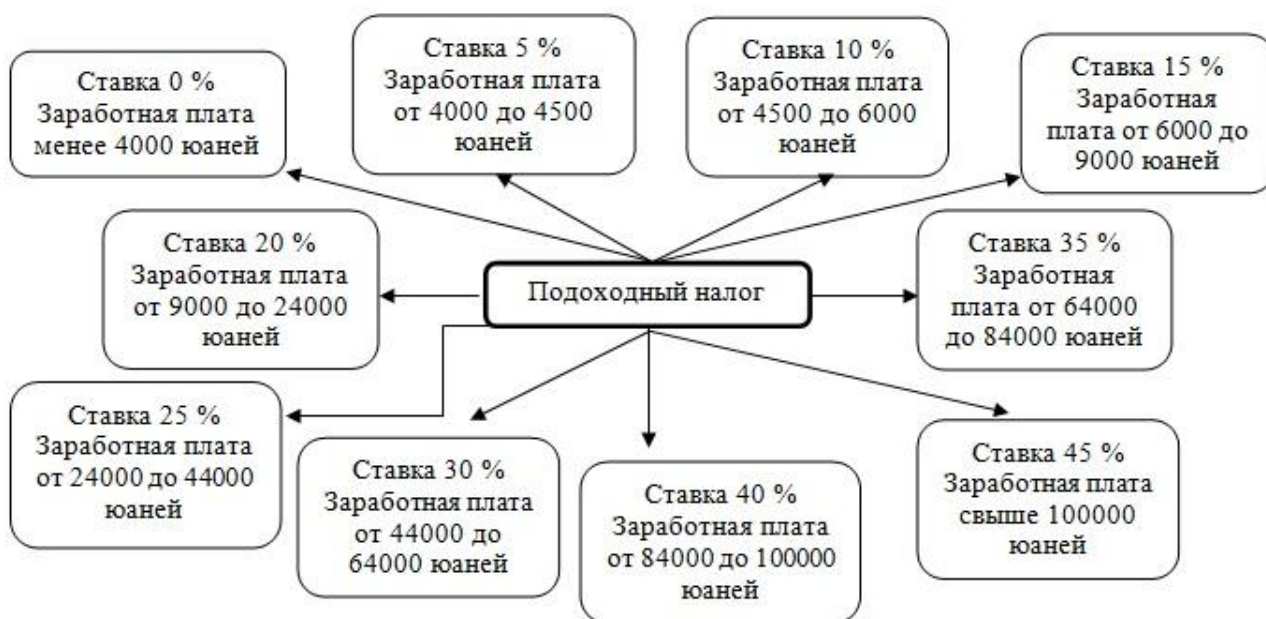 Ставка 0 %
Заработная плата
менее 4000 юаней
Ставка 5 %
Заработная плата
от 4000 до 4500
юаней
Ставка 10 %
Заработная плата
от 4500 до 6000
юаней
Ставка 15 %
Заработная
плата от 6000 до
9000 юаней
Ставка 20 %
Заработная плата
от 9000 до 24000
юаней
Подоходный налог
Ставка 35 %
Заработная
плата от 64000
до 84000 юаней
Ставка 25 %
Заработная плата
от 24000 до 44000
юаней
Ставка 30 %
Заработная плата
от 44000 до
64000 юаней
Ставка 40 %
Заработная плата
от 84000 до 100000
юаней
Ставка 45 %
Заработная плата
свыше 100000
юаней